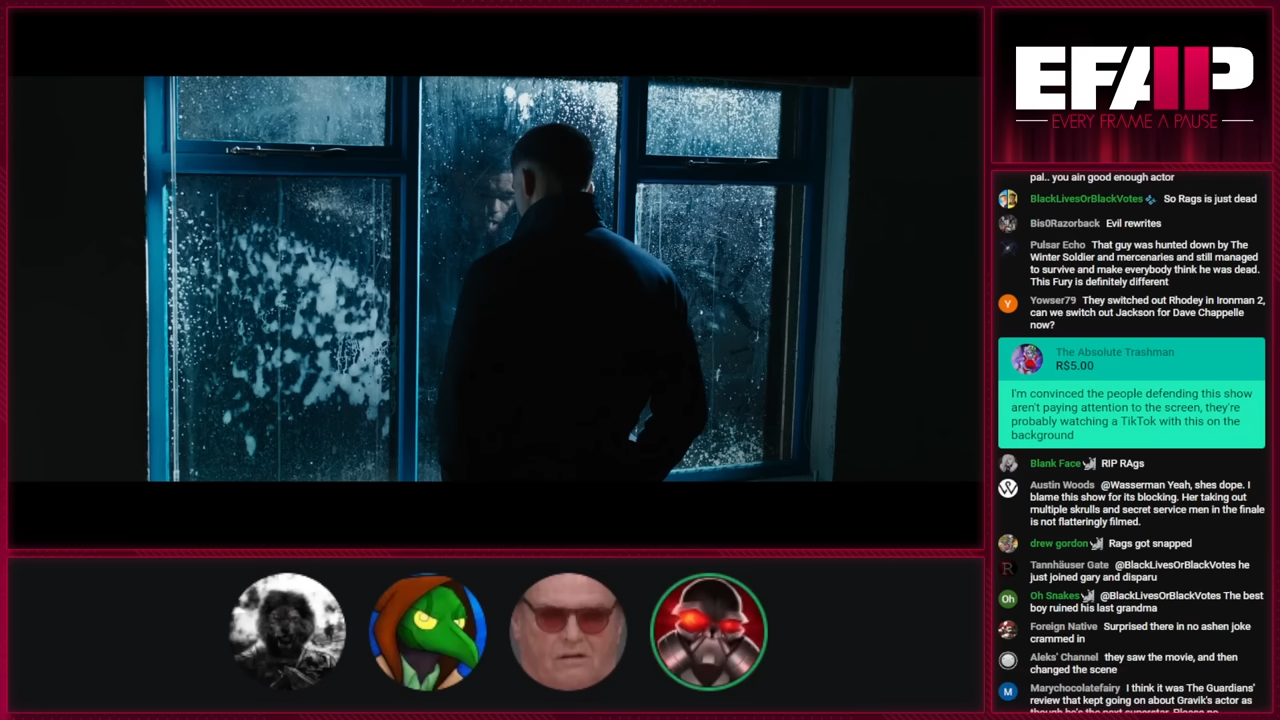 EFAP
EVERY FRAME A PAUSE
pal.. you ain good enough actor
BlackLivesOrBlackVotes So Rags is just dead
Bis0Razorback Evil rewrites
Pulsar Echo That guy was hunted down by The
Winter Soldier and mercenaries and still managed
to survive and make everybody think he was dead.
This Fury is definitely different
Y Yowser79 They switched out Rhodey in Ironman 2,
can we switch out Jackson for Dave Chappelle
now?
The Absolute Trashman
R$5.00
I'm convinced the people defending this show
aren't paying attention to the screen, they're
probably watching a TikTok with this on the
background
Blank Face RIP RAgs
Austin Woods @Wasserman Yeah, shes dope. I
blame this show for its blocking. Her taking out
multiple skrulls and secret service men in the finale
is not flatteringly filmed.
drew gordon Rags got snapped
R Tannhäuser Gate @BlackLivesOrBlackVotes he
just joined gary and disparu
Oh Oh Snakes @BlackLivesOrBlackVotes The best
boy ruined his last grandma
Foreign Native Surprised there in no ashen joke
crammed in
Aleks' Channel they saw the movie, and then
changed the scene
M Marychocolatefairy I think it was The Guardians'
review that kept going on about Gravik's actor as
though he's the next superstar. Please no